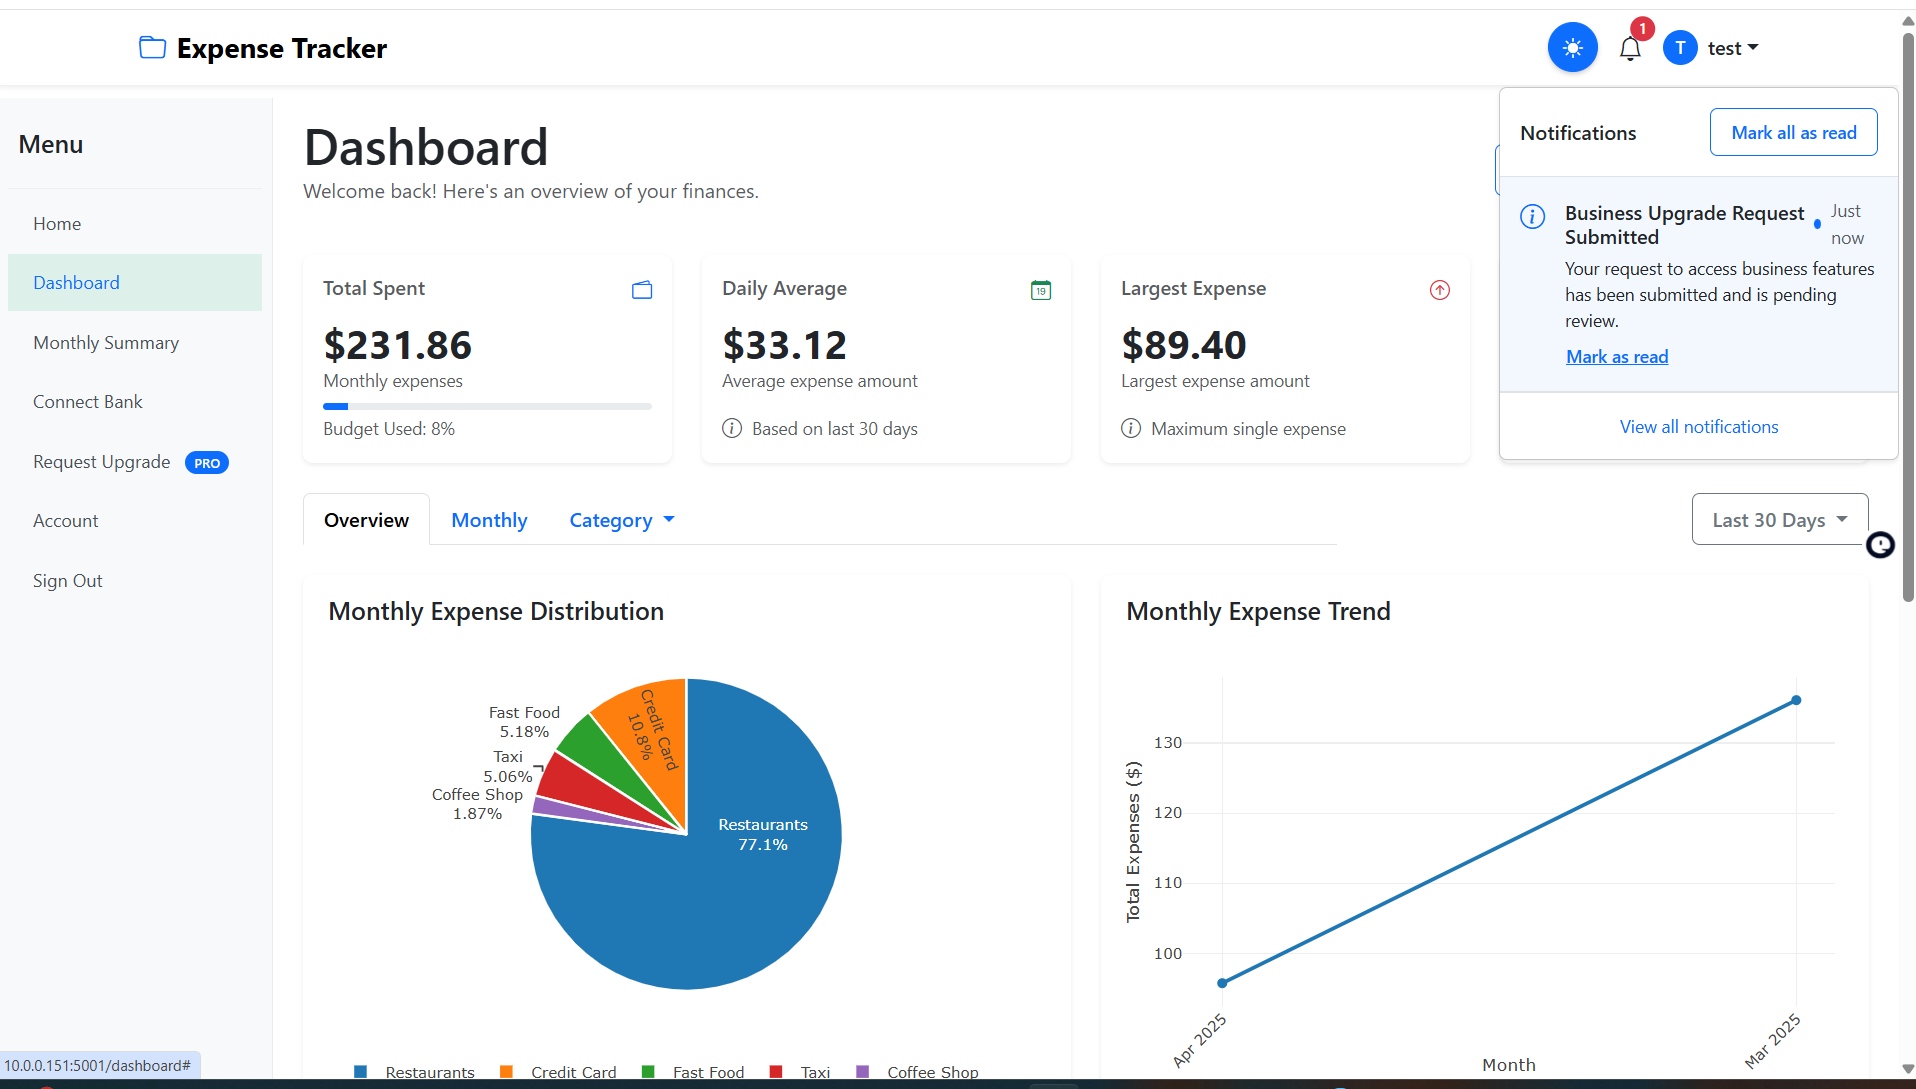 Expense Tracker
1
T
test
Menu
Home
Dashboard
Monthly Summary
Connect Bank
Request Upgrade PRO
Account
Sign Out
Dashboard
Welcome back! Here's an overview of your finances.
Notifications
Mark all as read
Business Upgrade Request
Submitted
Just
now
Your request to access business features
has been submitted and is pending
review.
Mark as read
View all notifications
Total Spent
$231.86
Monthly expenses
Budget Used: 8%
Daily Average
19
$33.12
Average expense amount
Based on last 30 days
Largest Expense
$89.40
Largest expense amount
Maximum single expense
Overview
Monthly
Category
Last 30 Days
Monthly Expense Distribution
Credit Card
10.8%
Fast Food
5.18%
Taxi
5.06%
Coffee Shop
1.87%
Restaurants
77.1%
Restaurants
Credit Card
Fast Food
Taxi
Coffee Shop
Monthly Expense Trend
Total Expenses ($)
130
120
110
100
Apr 2025
Mar 2025
Month
10.0.0.151:5001/dashboard#